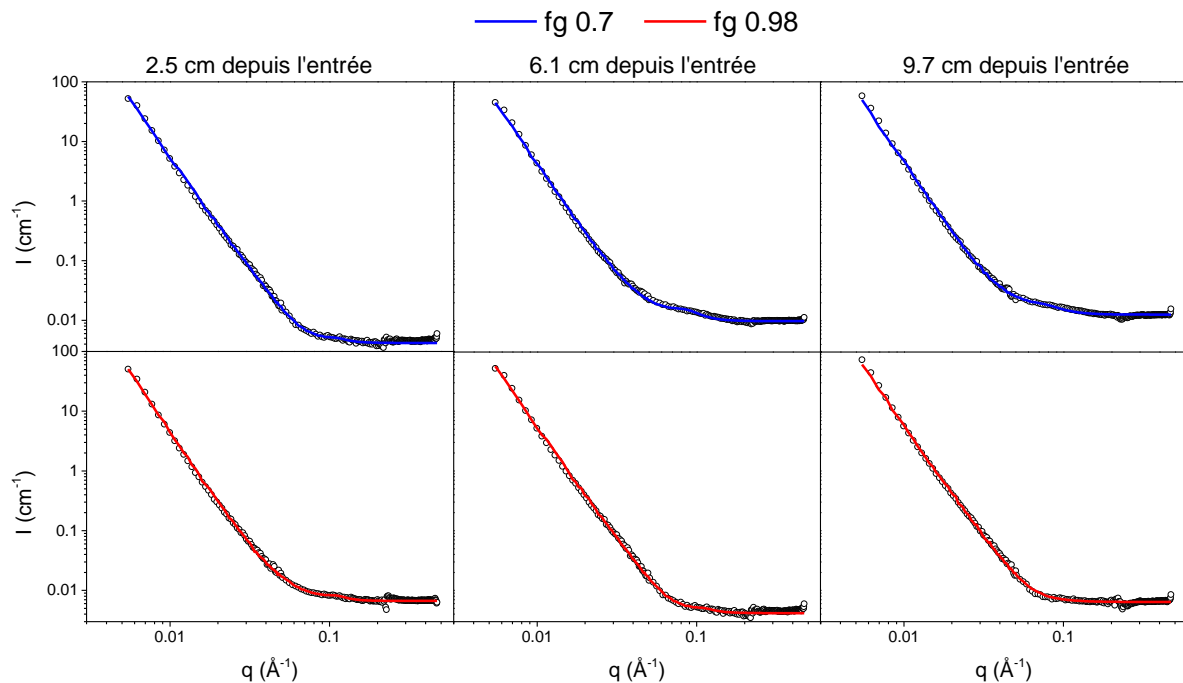 fg 0.7 fg 0.98
2.5 cm depuis l'entrée 6.1 cm depuis l'entrée 9.7 cm depuis l'entrée
100
10
1
0.1
0.01
I (cm⁻¹)
100
10
1
0.1
0.01
I (cm⁻¹)
0.01 0.1 0.01 0.1 0.01 0.1
q (Å⁻¹) q (Å⁻¹) q (Å⁻¹)